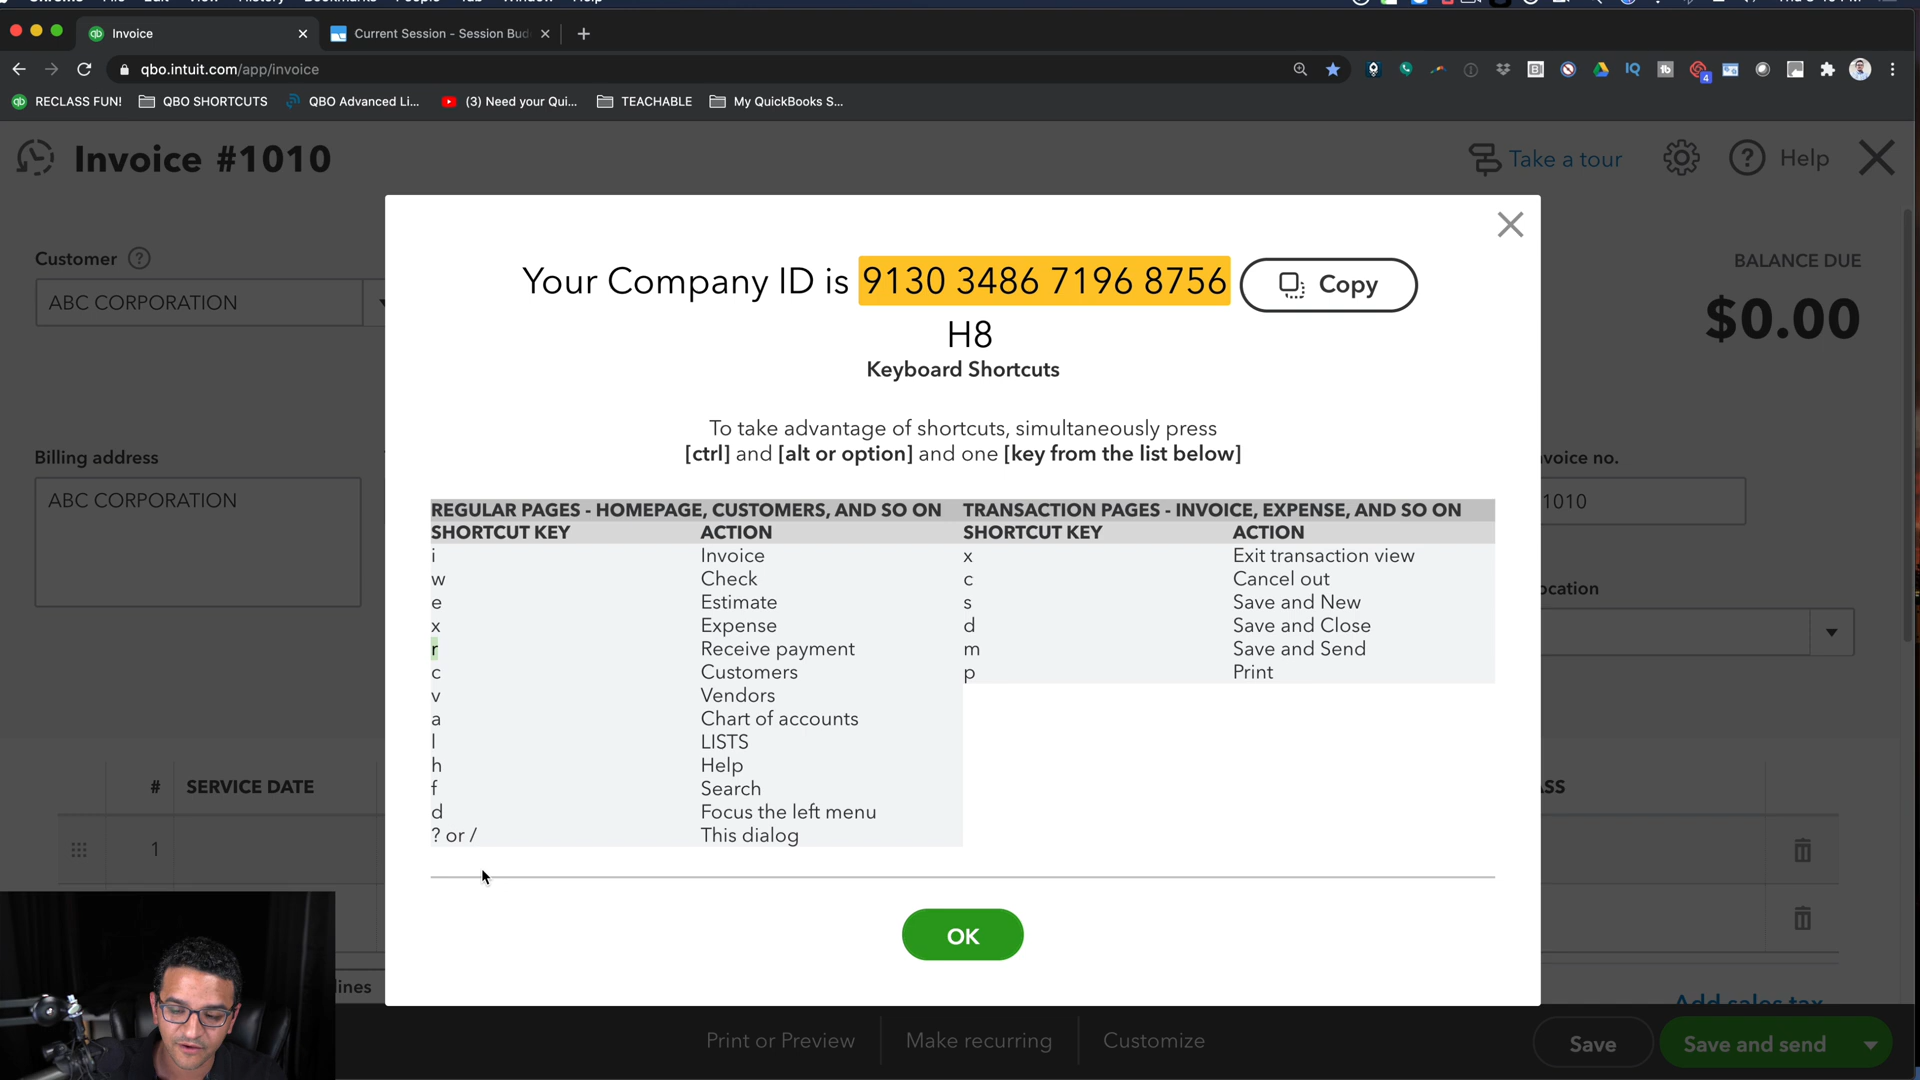 Invoice
Current Session - Session Bud
qbo.intuit.com/app/invoice
RECLASS FUN!
QBO SHORTCUTS
QBO Advanced Li...
(3) Need your Qui...
TEACHABLE
My QuickBooks S...
Invoice #1010
Take a tour
Help
Customer
ABC CORPORATION
BALANCE DUE
$0.00
Billing address
ABC CORPORATION
voice no.
1010
ocation
Your Company ID is 9130 3486 7196 8756
Copy
H8
Keyboard Shortcuts
To take advantage of shortcuts, simultaneously press
[ctrl] and [alt or option] and one [key from the list below]
REGULAR PAGES - HOMEPAGE, CUSTOMERS, AND SO ON TRANSACTION PAGES - INVOICE, EXPENSE, AND SO ON
SHORTCUT KEY ACTION SHORTCUT KEY ACTION
i Invoice x Exit transaction view
w Check c Cancel out
e Estimate s Save and New
x Expense d Save and Close
r Receive payment m Save and Send
c Customers p Print
v Vendors
a Chart of accounts
l LISTS
h Help
f Search
d Focus the left menu
? or / This dialog
OK
# SERVICE DATE
ASS
1
lines
Add sales tax
Print or Preview
Make recurring
Customize
Save
Save and send